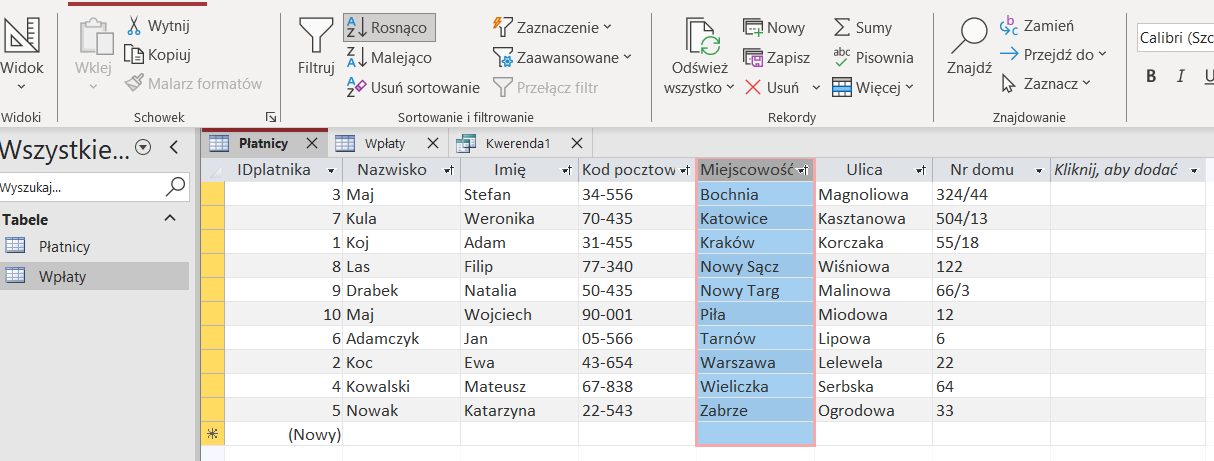 Widok
Widoki
Wklej
Wytnij
Kopiuj
Malarz formatów
Schowek
Filtruj
Rosnąco
Malejąco
Usuń sortowanie
Zaznaczenie
Zaawansowane
Przełącz filtr
Sortowanie i filtrowanie
Odśwież
wszystko
Nowy
Zapisz
Usuń
Sumy
Pisownia
Więcej
Rekordy
Znajdź
Zamień
Przejdź do
Zaznacz
Znajdowanie
Calibri (Szc
B I U
Wszystkie...
Wyszukaj...
Tabele
Płatnicy
Wpłaty
Płatnicy Wpłaty Kwerenda1
IDplatnika Nazwisko Imię Kod pocztow Miejscowość Ulica Nr domu Kliknij, aby dodać
3 Maj Stefan 34-556 Bochnia Magnoliowa 324/44
7 Kula Weronika 70-435 Katowice Kasztanowa 504/13
1 Koj Adam 31-455 Kraków Korczaka 55/18
8 Las Filip 77-340 Nowy Sącz Wiśniowa 122
9 Drabek Natalia 50-435 Nowy Targ Malinowa 66/3
10 Maj Wojciech 90-001 Piła Miodowa 12
6 Adamczyk Jan 05-566 Tarnów Lipowa 6
2 Koc Ewa 43-654 Warszawa Lelewela 22
4 Kowalski Mateusz 67-838 Wieliczka Serbska 64
5 Nowak Katarzyna 22-543 Zabrze Ogrodowa 33
(Nowy)